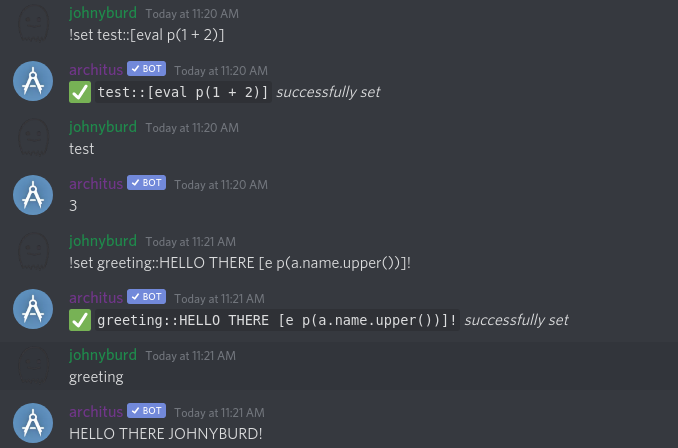 johnyburd Today at 11:20 AM
!set test::[eval p(1 + 2)]
architus BOT Today at 11:20 AM
test::[eval p(1 + 2)] successfully set
johnyburd Today at 11:20 AM
test
architus BOT Today at 11:20 AM
3
johnyburd Today at 11:21 AM
!set greeting::HELLO THERE [e p(a.name.upper())]!
architus BOT Today at 11:21 AM
greeting::HELLO THERE [e p(a.name.upper())]! successfully set
johnyburd Today at 11:21 AM
greeting
architus BOT Today at 11:21 AM
HELLO THERE JOHNYBURD!